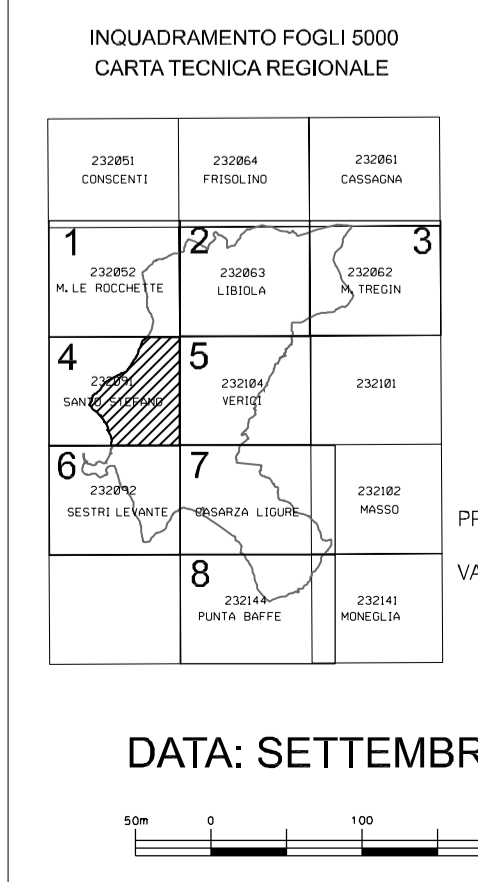 INQUADRAMENTO FOGLI 5000
CARTA TECNICA REGIONALE
232051
CONSCENTI
232064
FRISOLINO
232061
CASSAGNA
1
232052
M. LE ROCCHETTE
2
232063
LIBIOLA
3
232062
M. TREGIN
4
232091
SANTO STEFANO
5
232104
VERICI
232101
6
232092
SESTRI LEVANTE
7
CASARZA LIGURE
232102
MASSO
8
232144
PUNTA BAFFE
232141
MONEGLIA
PR
VA
DATA: SETTEMBR
50m 0 100